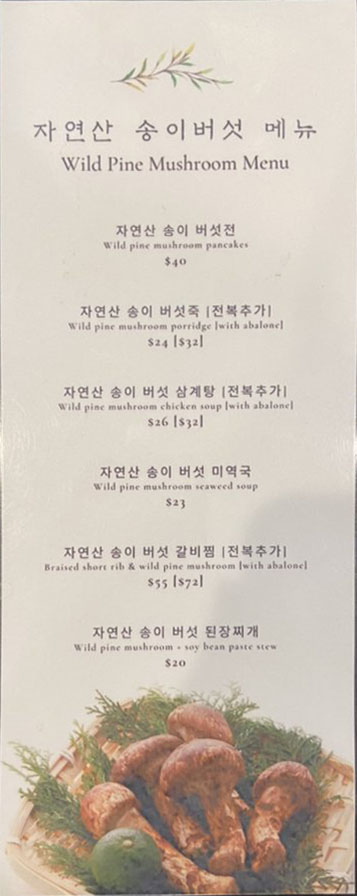 자연산 송이버섯 메뉴
Wild Pine Mushroom Menu
자연산 송이 버섯전
Wild pine mushroom pancakes
$40
자연산 송이 버섯죽 |전복추가|
Wild pine mushroom porridge |with abalone|
$24 |$32|
자연산 송이 버섯 삼계탕 |전복추가|
Wild pine mushroom chicken soup |with abalone|
$26 |$32|
자연산 송이 버섯 미역국
Wild pine mushroom seaweed soup
$23
자연산 송이 버섯 갈비찜 |전복추가|
Braised short rib & wild pine mushroom |with abalone|
$55 |$72|
자연산 송이 버섯 된장찌개
Wild pine mushroom - soy bean paste stew
$20